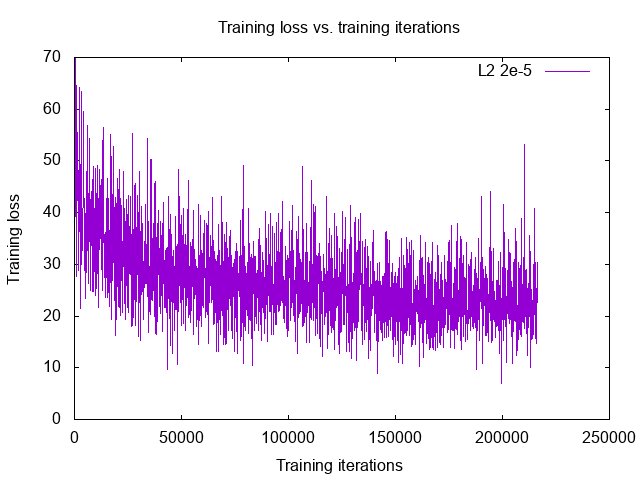 Training loss vs. training iterations
L2 2e-5
Training loss
70
60
50
40
30
20
10
0
0 50000 100000 150000 200000 250000
Training iterations